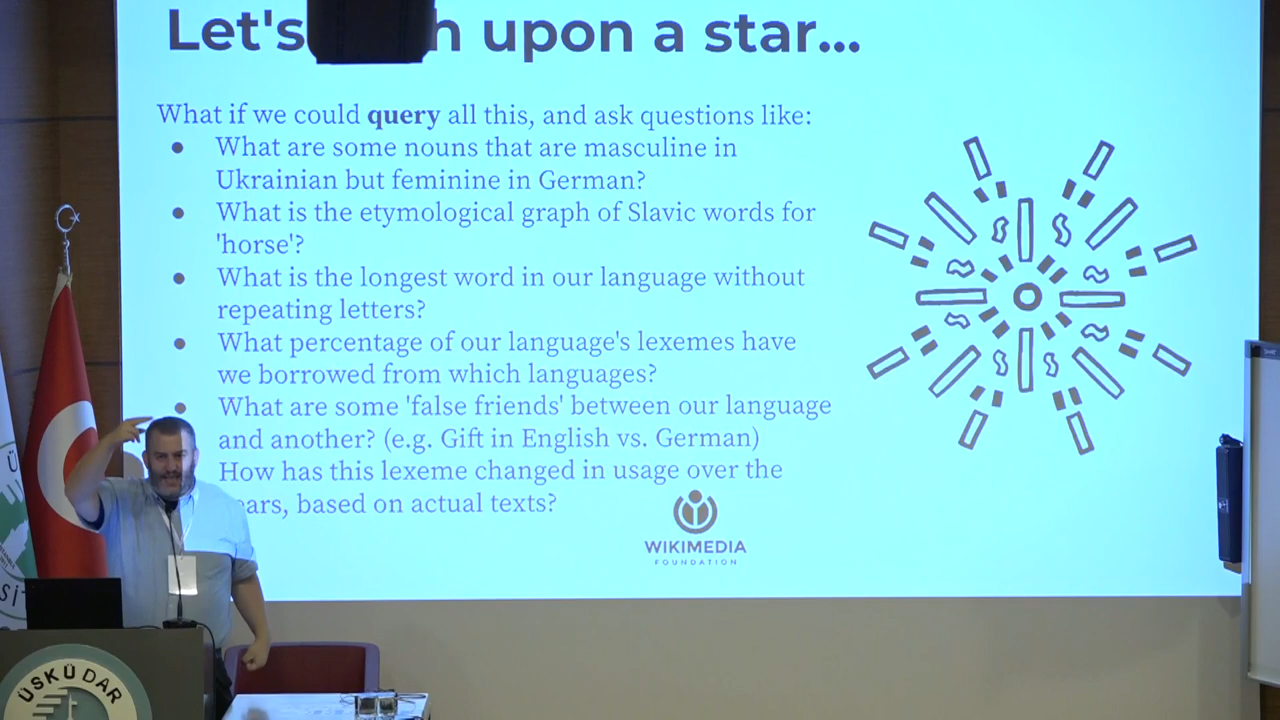 Let's h upon a star...
What if we could query all this, and ask questions like:
● What are some nouns that are masculine in
Ukrainian but feminine in German?
● What is the etymological graph of Slavic words for
'horse'?
● What is the longest word in our language without
repeating letters?
● What percentage of our language's lexemes have
we borrowed from which languages?
● What are some 'false friends' between our language
and another? (e.g. Gift in English vs. German)
How has this lexeme changed in usage over the
ears, based on actual texts?
WIKIMEDIA
FOUNDATION
ÜSKÜDAR